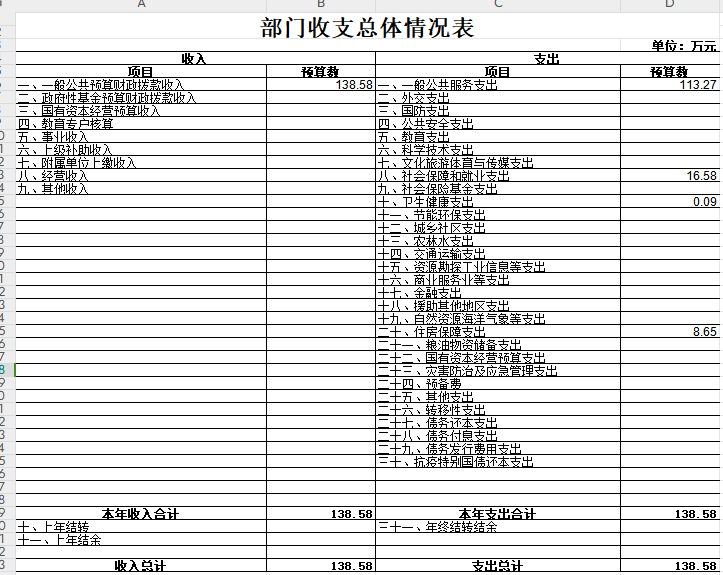 A B C D
部门收支总体情况表
单位：万元
收入 支出
项目 预算数 项目 预算数
一、一般公共预算财政拨款收入 138.58 一、一般公共服务支出 113.27
二、政府性基金预算财政拨款收入 二、外交支出
三、国有资本经营预算收入 三、国防支出
四、教育专户核算 四、公共安全支出
五、事业收入 五、教育支出
六、上级补助收入 六、科学技术支出
七、附属单位上缴收入 七、文化旅游体育与传媒支出
八、经营收入 八、社会保障和就业支出 16.58
九、其他收入 九、社会保险基金支出
十、卫生健康支出 0.09
十一、节能环保支出
十二、城乡社区支出
十三、农林水支出
十四、交通运输支出
十五、资源勘探工业信息等支出
十六、商业服务业等支出
十七、金融支出
十八、援助其他地区支出
十九、自然资源海洋气象等支出
二十、住房保障支出 8.65
二十一、粮油物资储备支出
二十二、国有资本经营预算支出
二十三、灾害防治及应急管理支出
二十四、预备费
二十五、其他支出
二十六、转移性支出
二十七、债务还本支出
二十八、债务付息支出
二十九、债务发行费用支出
三十、抗疫特别国债还本支出
本年收入合计 138.58 本年支出合计 138.58
十、上年结转 三十一、年终结转结余
十一、上年结余
收入总计 138.58 支出总计 138.58